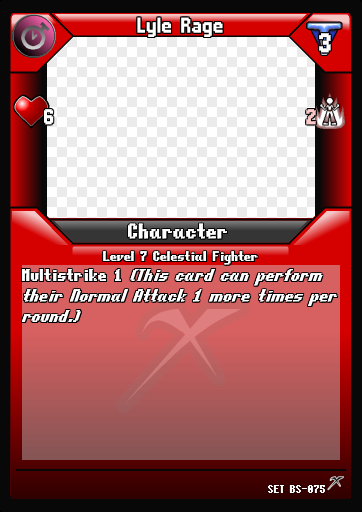 Lyle Rage
3
6
2
Character
Level 7 Celestial Fighter
Multistrike 1 (This card can perform
their Normal Attack 1 more times per
round.)
SET BS-075